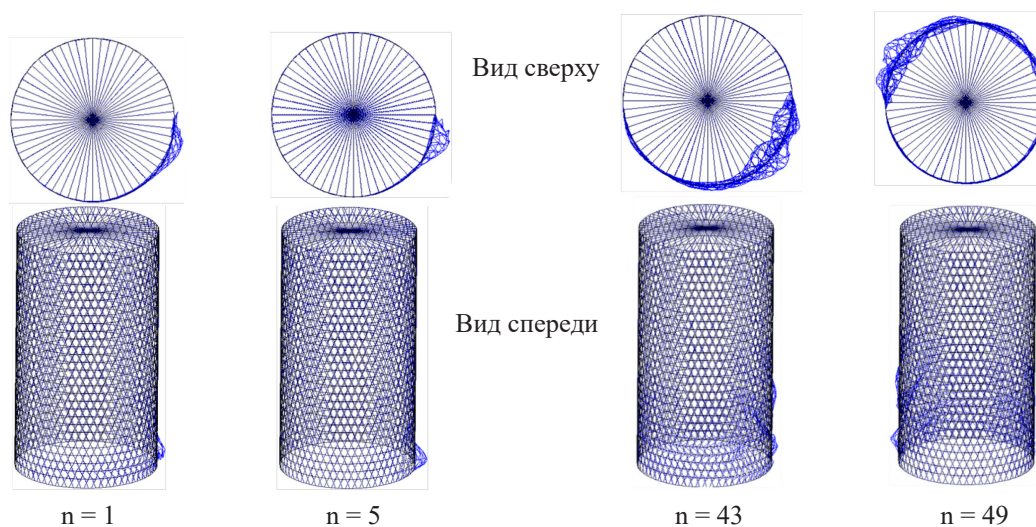 Вид сверху
Вид спереди
n = 1
n = 5
n = 43
n = 49